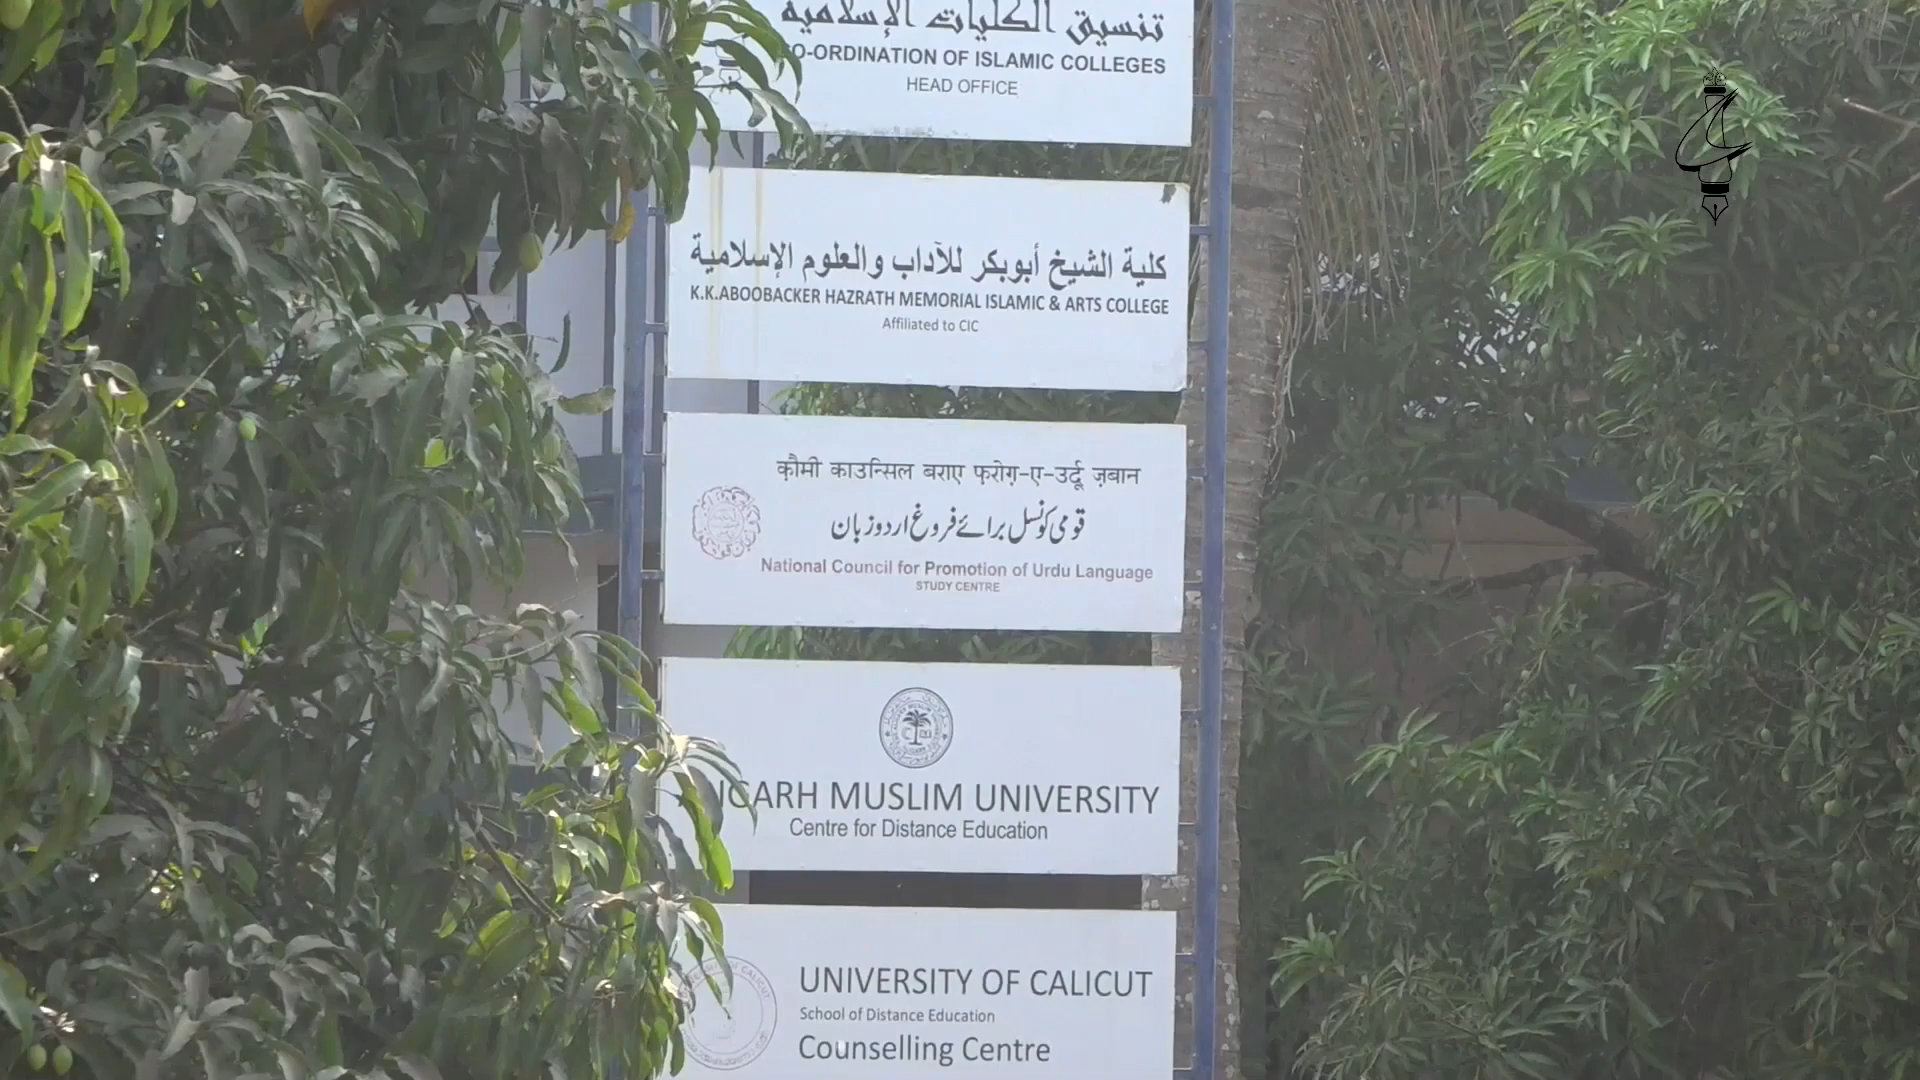 تنسيق الكليات الإسلامية
CO-ORDINATION OF ISLAMIC COLLEGES
HEAD OFFICE
كلية الشيخ أبوبكر للآداب والعلوم الإسلامية
K.K.ABOOBACKER HAZRATH MEMORIAL ISLAMIC & ARTS COLLEGE
Affiliated to CIC
क़ौमी काउन्सिल बराए फ़रोग़-ए-उर्दू ज़बान
قومی کونسل برائے فروغ اردو زبان
National Council for Promotion of Urdu Language
STUDY CENTRE
IGARH MUSLIM UNIVERSITY
Centre for Distance Education
UNIVERSITY OF CALICUT
School of Distance Education
Counselling Centre